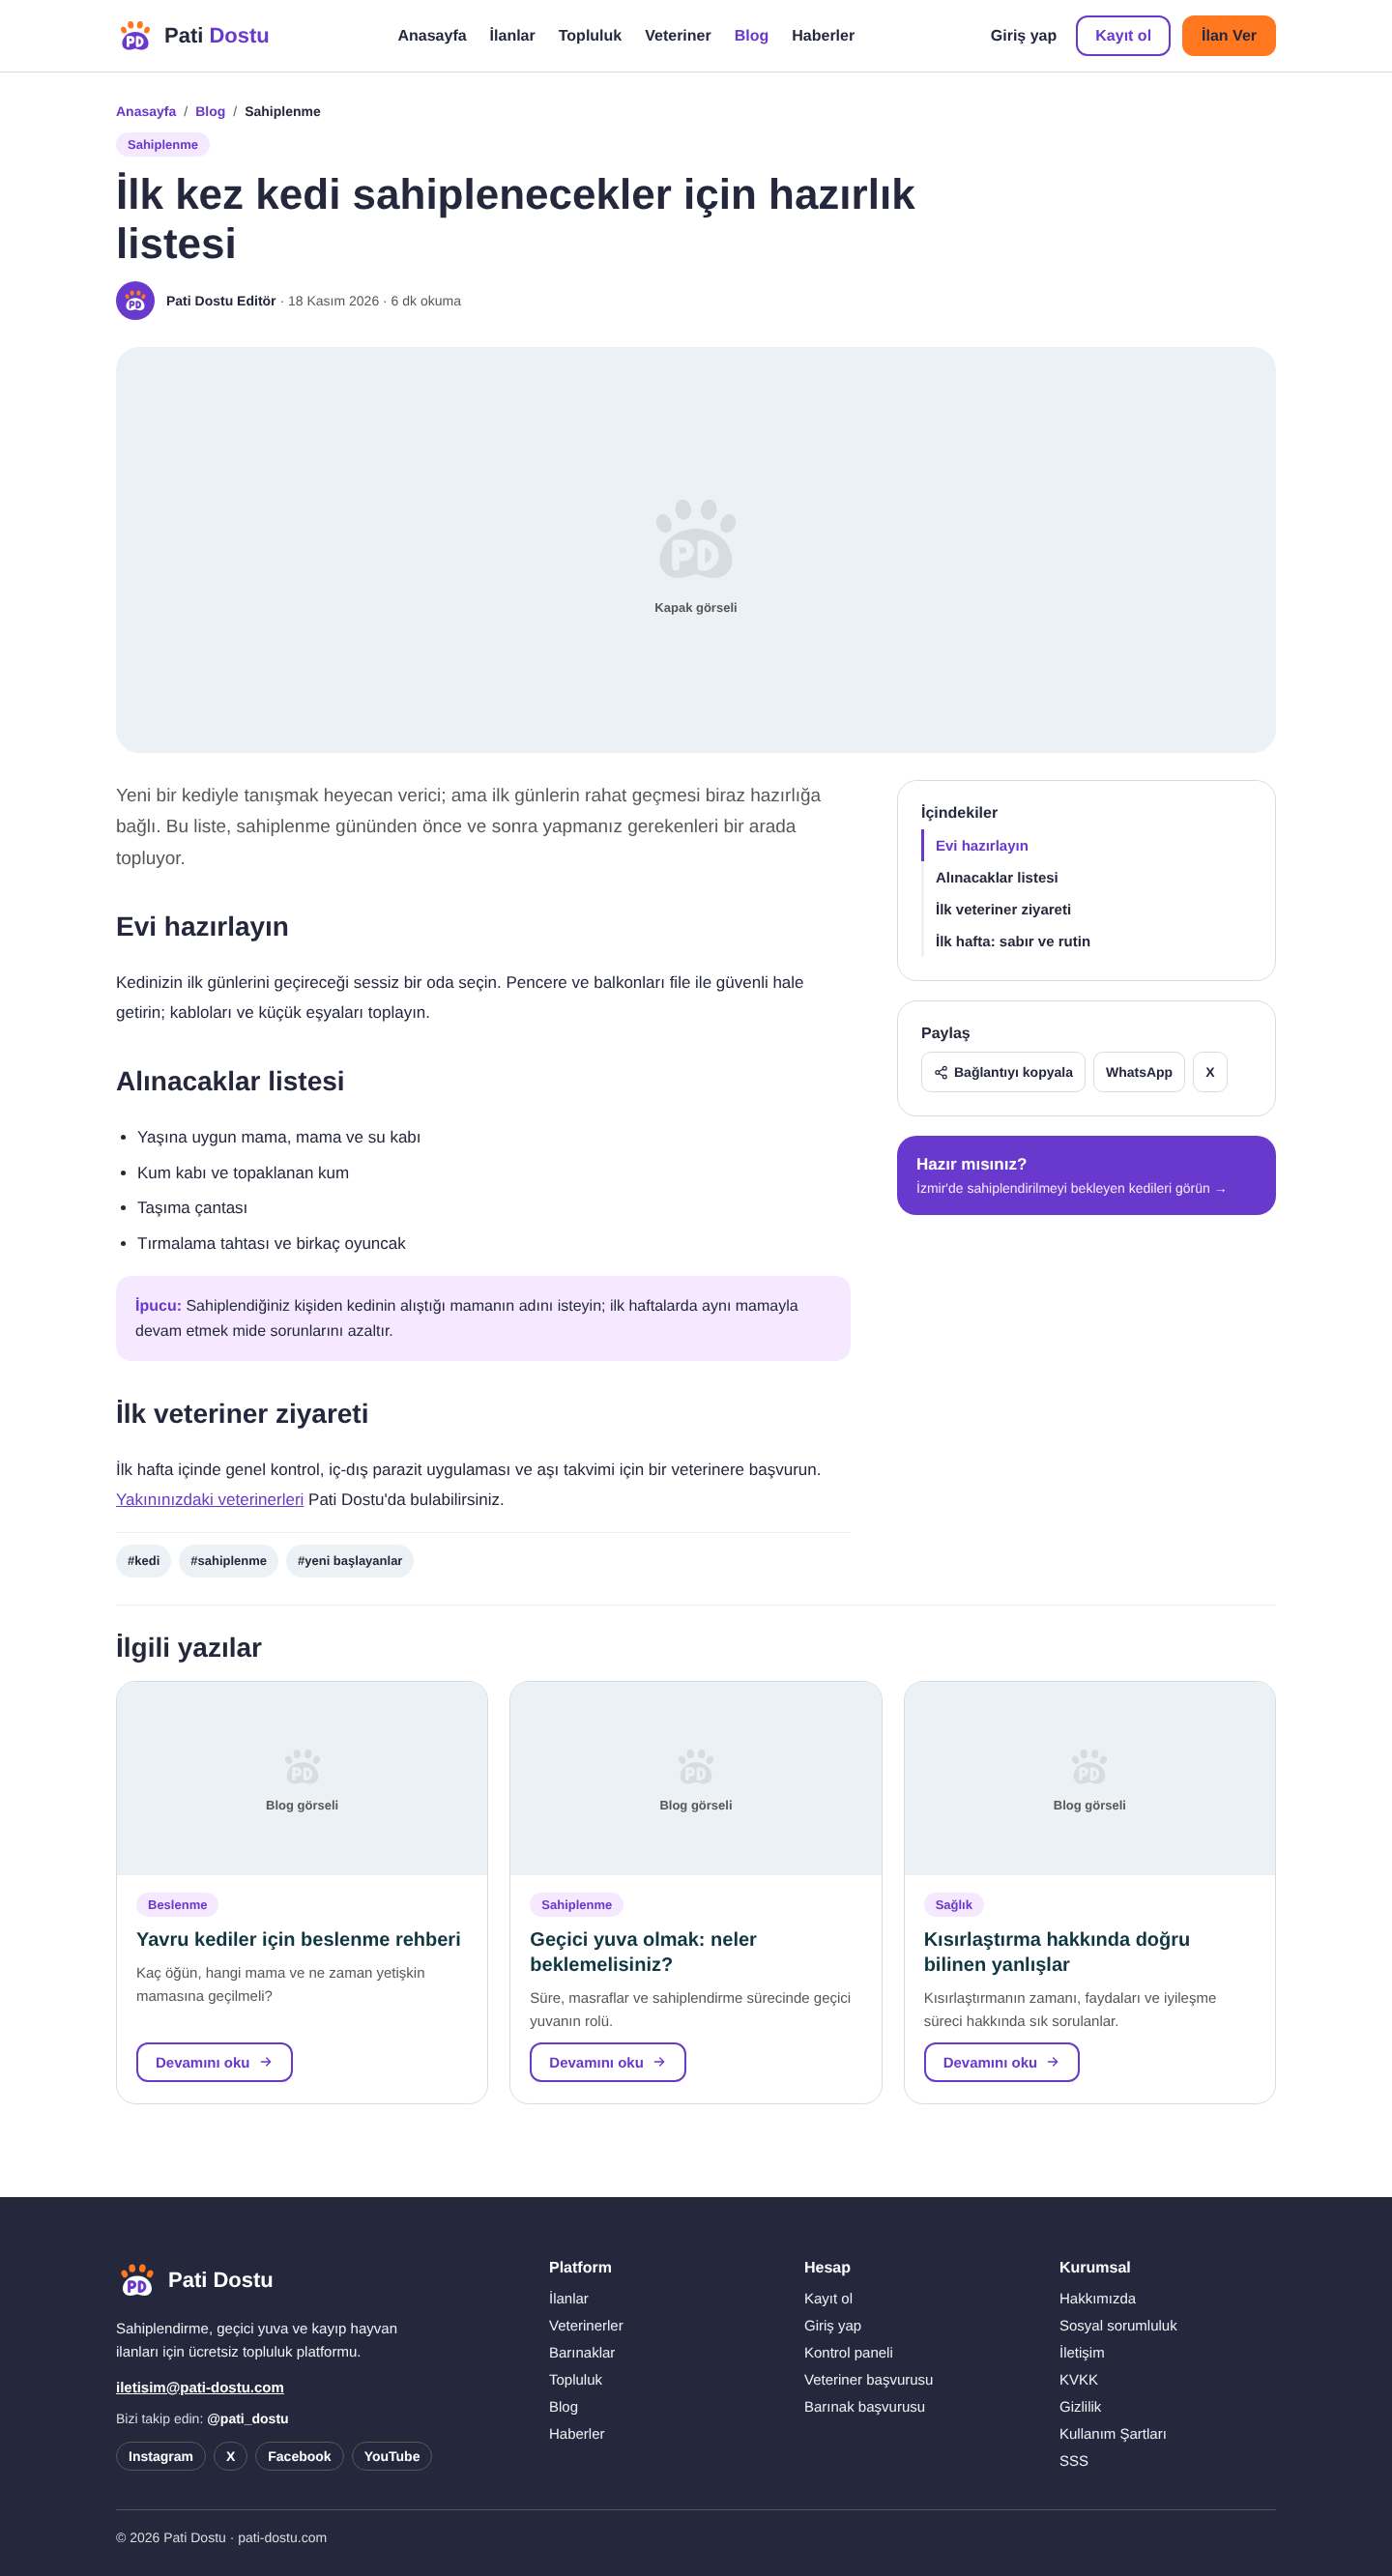 PD
Pati Dostu
Anasayfa
İlanlar
Topluluk
Veteriner
Blog
Haberler
Giriş yap
Kayıt ol
İlan Ver
Anasayfa / Blog / Sahiplenme
Sahiplenme
İlk kez kedi sahiplenecekler için hazırlık
listesi
PD
Pati Dostu Editör · 18 Kasım 2026 · 6 dk okuma
PD
Kapak görseli
Yeni bir kediyle tanışmak heyecan verici; ama ilk günlerin rahat geçmesi biraz hazırlığa
bağlı. Bu liste, sahiplenme gününden önce ve sonra yapmanız gerekenleri bir arada
topluyor.
Evi hazırlayın
Kedinizin ilk günlerini geçireceği sessiz bir oda seçin. Pencere ve balkonları file ile güvenli hale
getirin; kabloları ve küçük eşyaları toplayın.
Alınacaklar listesi
• Yaşına uygun mama, mama ve su kabı
• Kum kabı ve topaklanan kum
• Taşıma çantası
• Tırmalama tahtası ve birkaç oyuncak
İpucu: Sahiplendiğiniz kişiden kedinin alıştığı mamanın adını isteyin; ilk haftalarda aynı mamayla
devam etmek mide sorunlarını azaltır.
İlk veteriner ziyareti
İlk hafta içinde genel kontrol, iç-dış parazit uygulaması ve aşı takvimi için bir veterinere başvurun.
Yakınınızdaki veterinerleri Pati Dostu'da bulabilirsiniz.
#kedi
#sahiplenme
#yeni başlayanlar
İçindekiler
Evi hazırlayın
Alınacaklar listesi
İlk veteriner ziyareti
İlk hafta: sabır ve rutin
Paylaş
Bağlantıyı kopyala
WhatsApp
X
Hazır mısınız?
İzmir'de sahiplendirilmeyi bekleyen kedileri görün →
İlgili yazılar
PD
Blog görseli
Beslenme
Yavru kediler için beslenme rehberi
Kaç öğün, hangi mama ve ne zaman yetişkin
mamasına geçilmeli?
Devamını oku →
PD
Blog görseli
Sahiplenme
Geçici yuva olmak: neler
beklemelisiniz?
Süre, masraflar ve sahiplendirme sürecinde geçici
yuvanın rolü.
Devamını oku →
PD
Blog görseli
Sağlık
Kısırlaştırma hakkında doğru
bilinen yanlışlar
Kısırlaştırmanın zamanı, faydaları ve iyileşme
süreci hakkında sık sorulanlar.
Devamını oku →
PD
Pati Dostu
Sahiplendirme, geçici yuva ve kayıp hayvan
ilanları için ücretsiz topluluk platformu.
iletisim@pati-dostu.com
Bizi takip edin: @pati_dostu
Instagram
X
Facebook
YouTube
Platform
İlanlar
Veterinerler
Barınaklar
Topluluk
Blog
Haberler
Hesap
Kayıt ol
Giriş yap
Kontrol paneli
Veteriner başvurusu
Barınak başvurusu
Kurumsal
Hakkımızda
Sosyal sorumluluk
İletişim
KVKK
Gizlilik
Kullanım Şartları
SSS
© 2026 Pati Dostu · pati-dostu.com